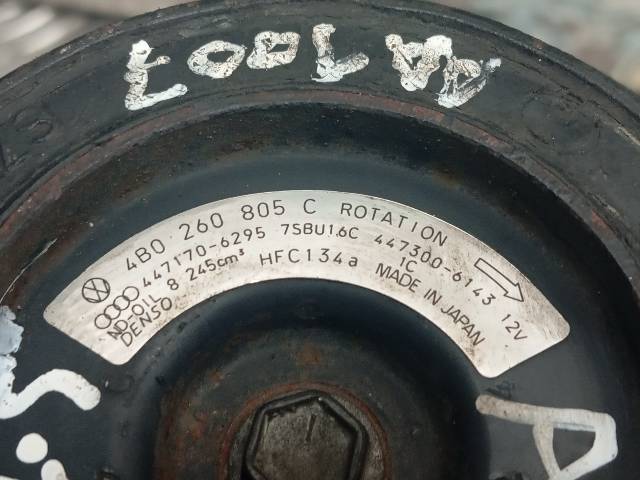 4B0 260 805 C ROTATION
447170-6295 7SBU16C 447300-6143 12V
ND-OIL 8 245cm³ HFC134a 1C
DENSO MADE IN JAPAN
A